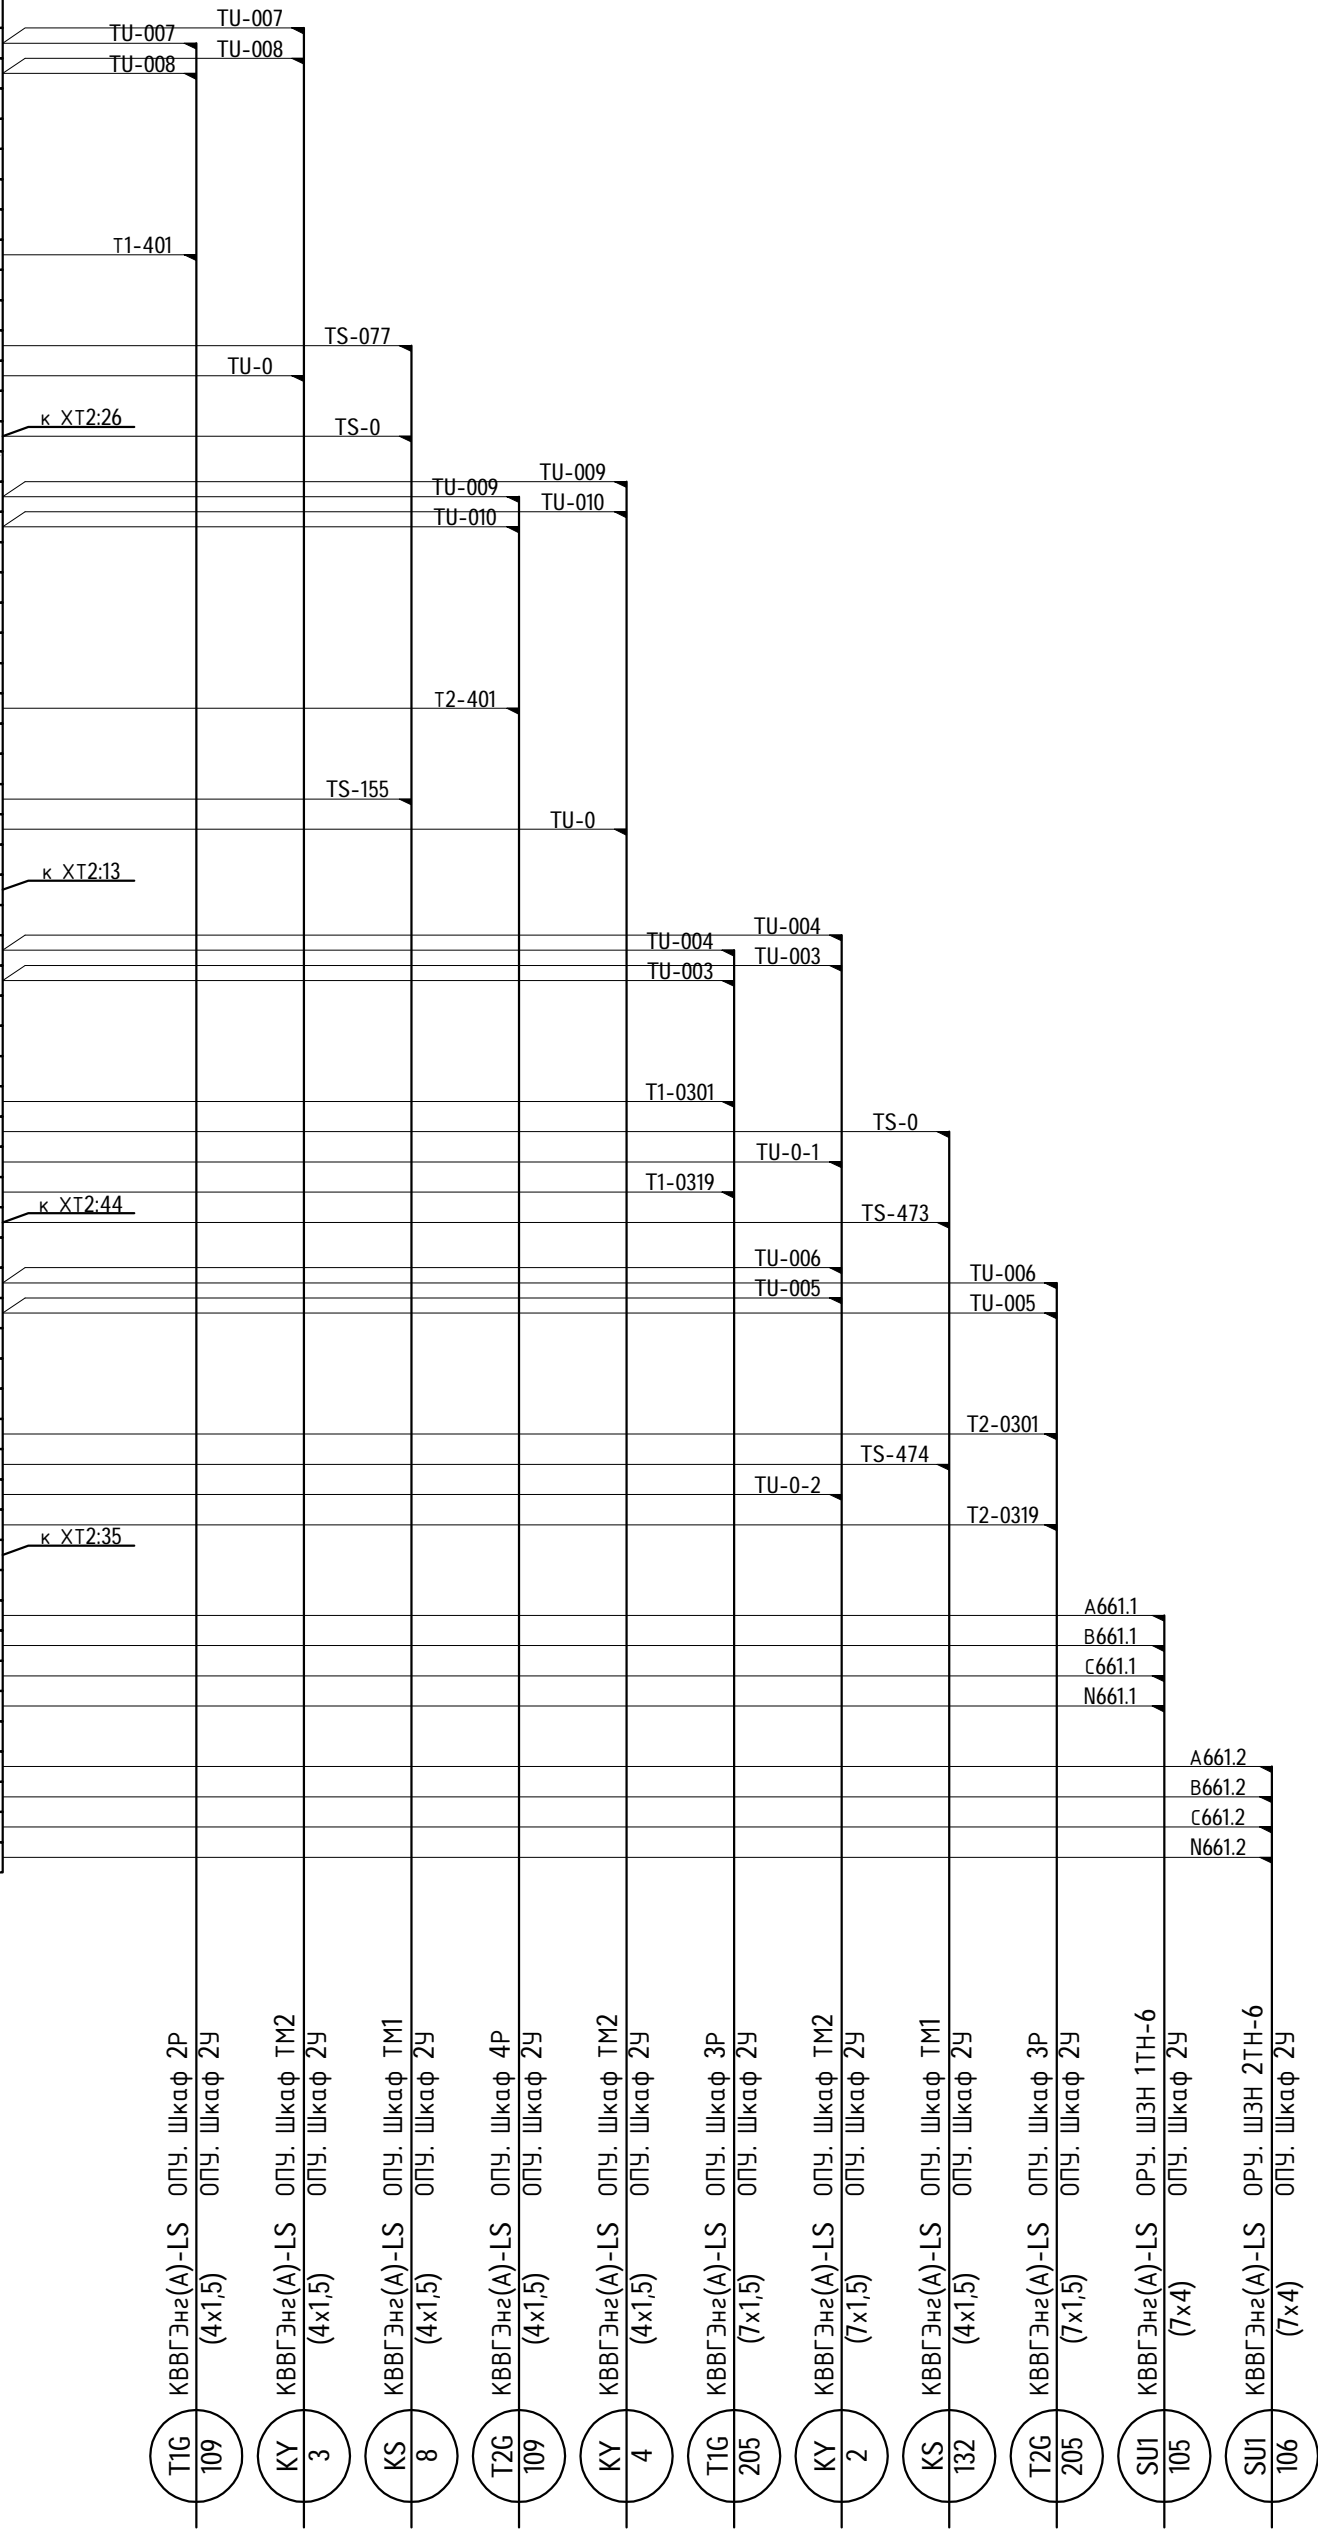 TU-007
TU-007
TU-008
TU-008
T1-401
TS-077
TU-0
к XT2:26
TS-0
TU-009
TU-009
TU-010
TU-010
T2-401
TS-155
TU-0
к XT2:13
TU-004
TU-004
TU-003
TU-003
T1-0301
TS-0
TU-0-1
T1-0319
к XT2:44
TS-473
TU-006
TU-006
TU-005
TU-005
T2-0301
TS-474
TU-0-2
T2-0319
к XT2:35
A661.1
B661.1
C661.1
N661.1
A661.2
B661.2
C661.2
N661.2
T1G
109
КВВГЭнг(А)-LS ОПУ. Шкаф 2Р
(4х1,5) ОПУ. Шкаф 2У
KY
3
КВВГЭнг(А)-LS ОПУ. Шкаф ТМ2
(4х1,5) ОПУ. Шкаф 2У
KS
8
КВВГЭнг(А)-LS ОПУ. Шкаф ТМ1
(4х1,5) ОПУ. Шкаф 2У
T2G
109
КВВГЭнг(А)-LS ОПУ. Шкаф 4Р
(4х1,5) ОПУ. Шкаф 2У
KY
4
КВВГЭнг(А)-LS ОПУ. Шкаф ТМ2
(4х1,5) ОПУ. Шкаф 2У
T1G
205
КВВГЭнг(А)-LS ОПУ. Шкаф 3Р
(7х1,5) ОПУ. Шкаф 2У
KY
2
КВВГЭнг(А)-LS ОПУ. Шкаф ТМ2
(7х1,5) ОПУ. Шкаф 2У
KS
132
КВВГЭнг(А)-LS ОПУ. Шкаф ТМ1
(4х1,5) ОПУ. Шкаф 2У
T2G
205
КВВГЭнг(А)-LS ОПУ. Шкаф 3Р
(7х1,5) ОПУ. Шкаф 2У
SU1
105
КВВГЭнг(А)-LS ОРУ. ШЗН 1ТН-6
(7х4) ОПУ. Шкаф 2У
SU1
106
КВВГЭнг(А)-LS ОРУ. ШЗН 2ТН-6
(7х4) ОПУ. Шкаф 2У